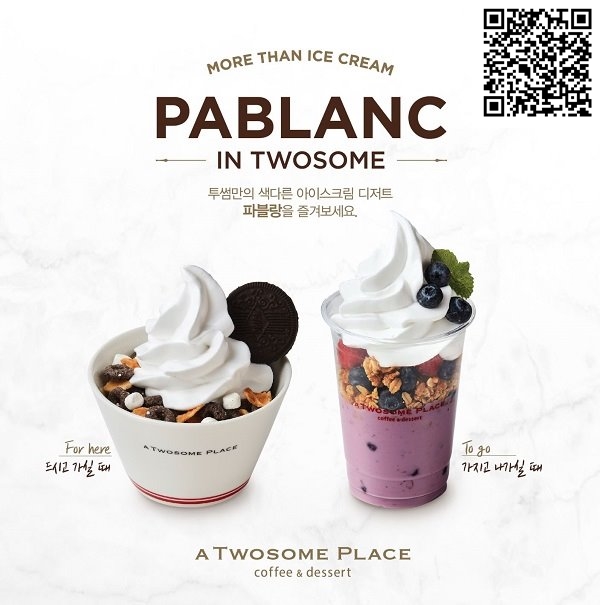 MORE THAN ICE CREAM
PABLANC
IN TWOSOME
투썸만의 색다른 아이스크림 디저트
파블랑을 즐겨보세요.
A TWOSOME PLACE
A TWOSOME PLACE
coffee & dessert
For here
드시고 가실 때
To go
가지고 나가실 때
A TWOSOME PLACE
coffee & dessert